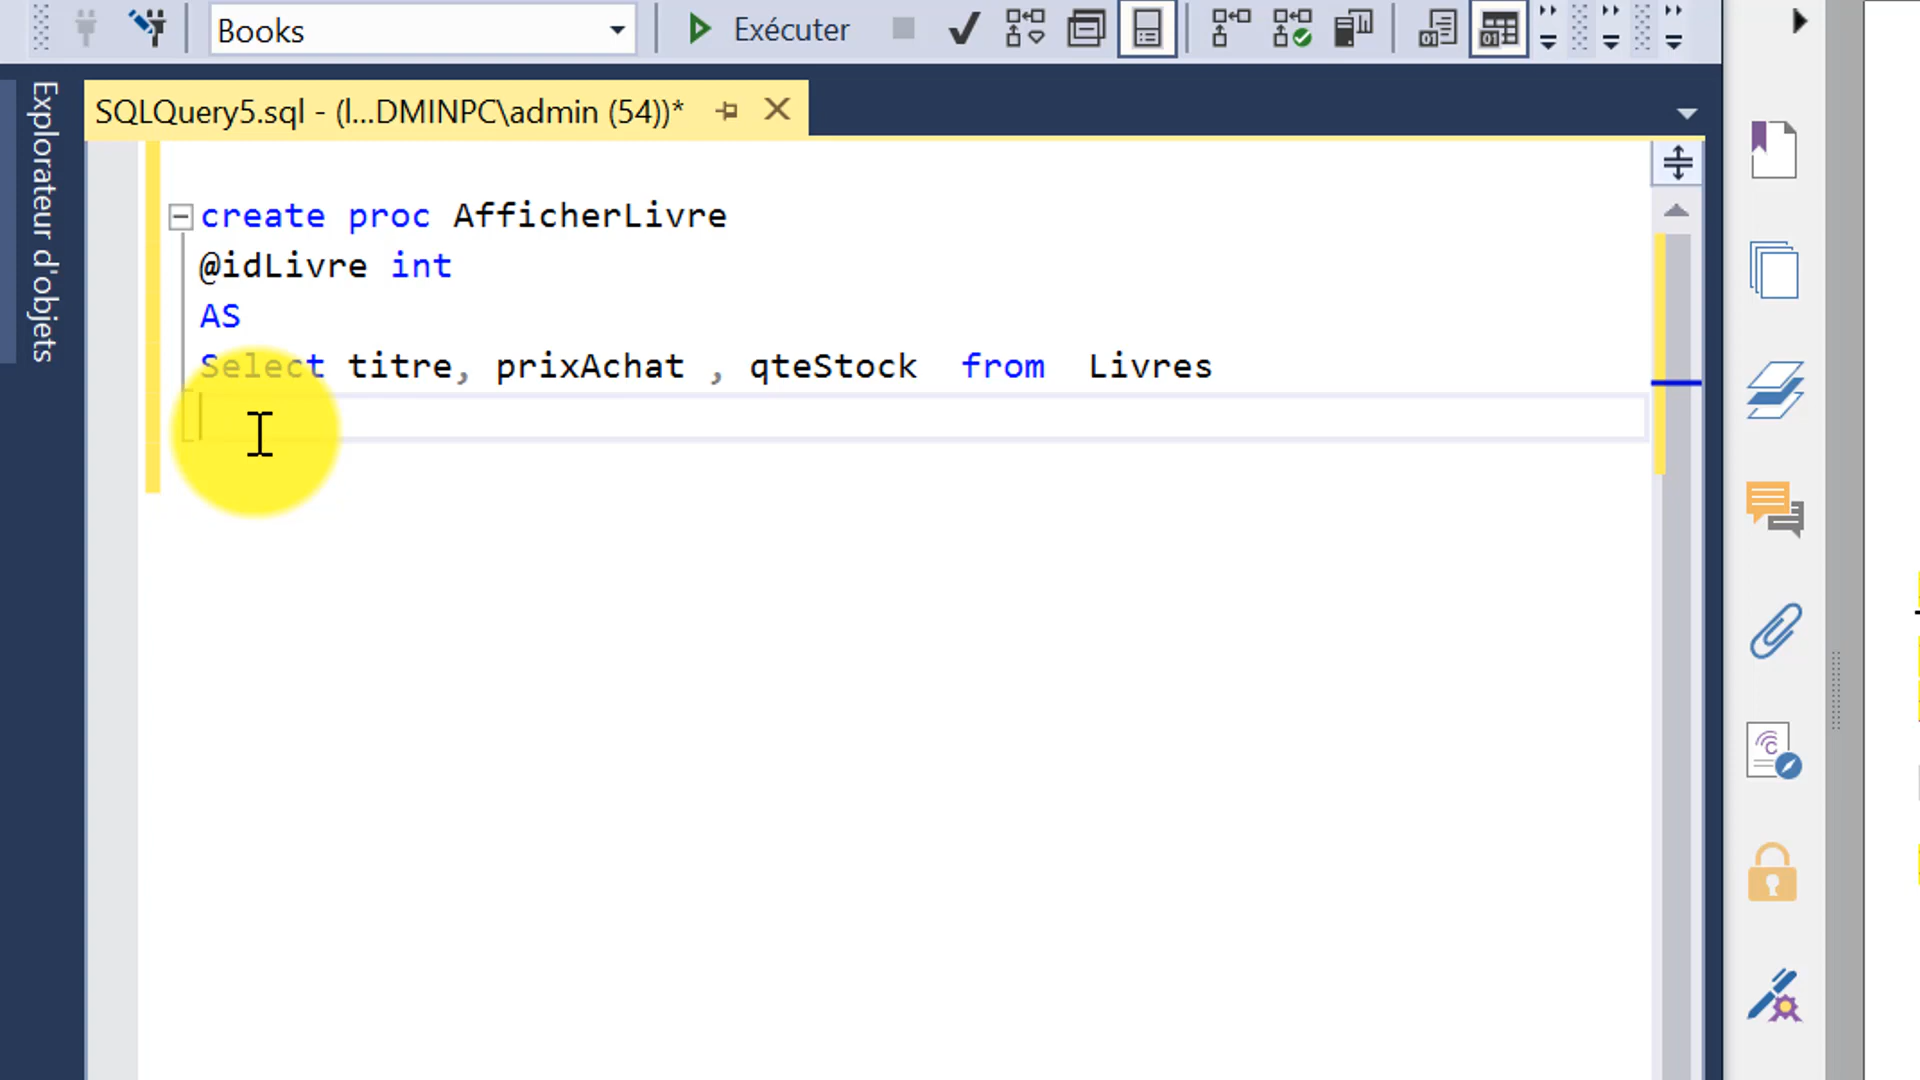 Books
Exécuter
Explorateur d'objets
SQLQuery5.sql - (l...DMINPC\admin (54))*
create proc AfficherLivre
@idLivre int
AS
Select titre, prixAchat , qteStock from Livres